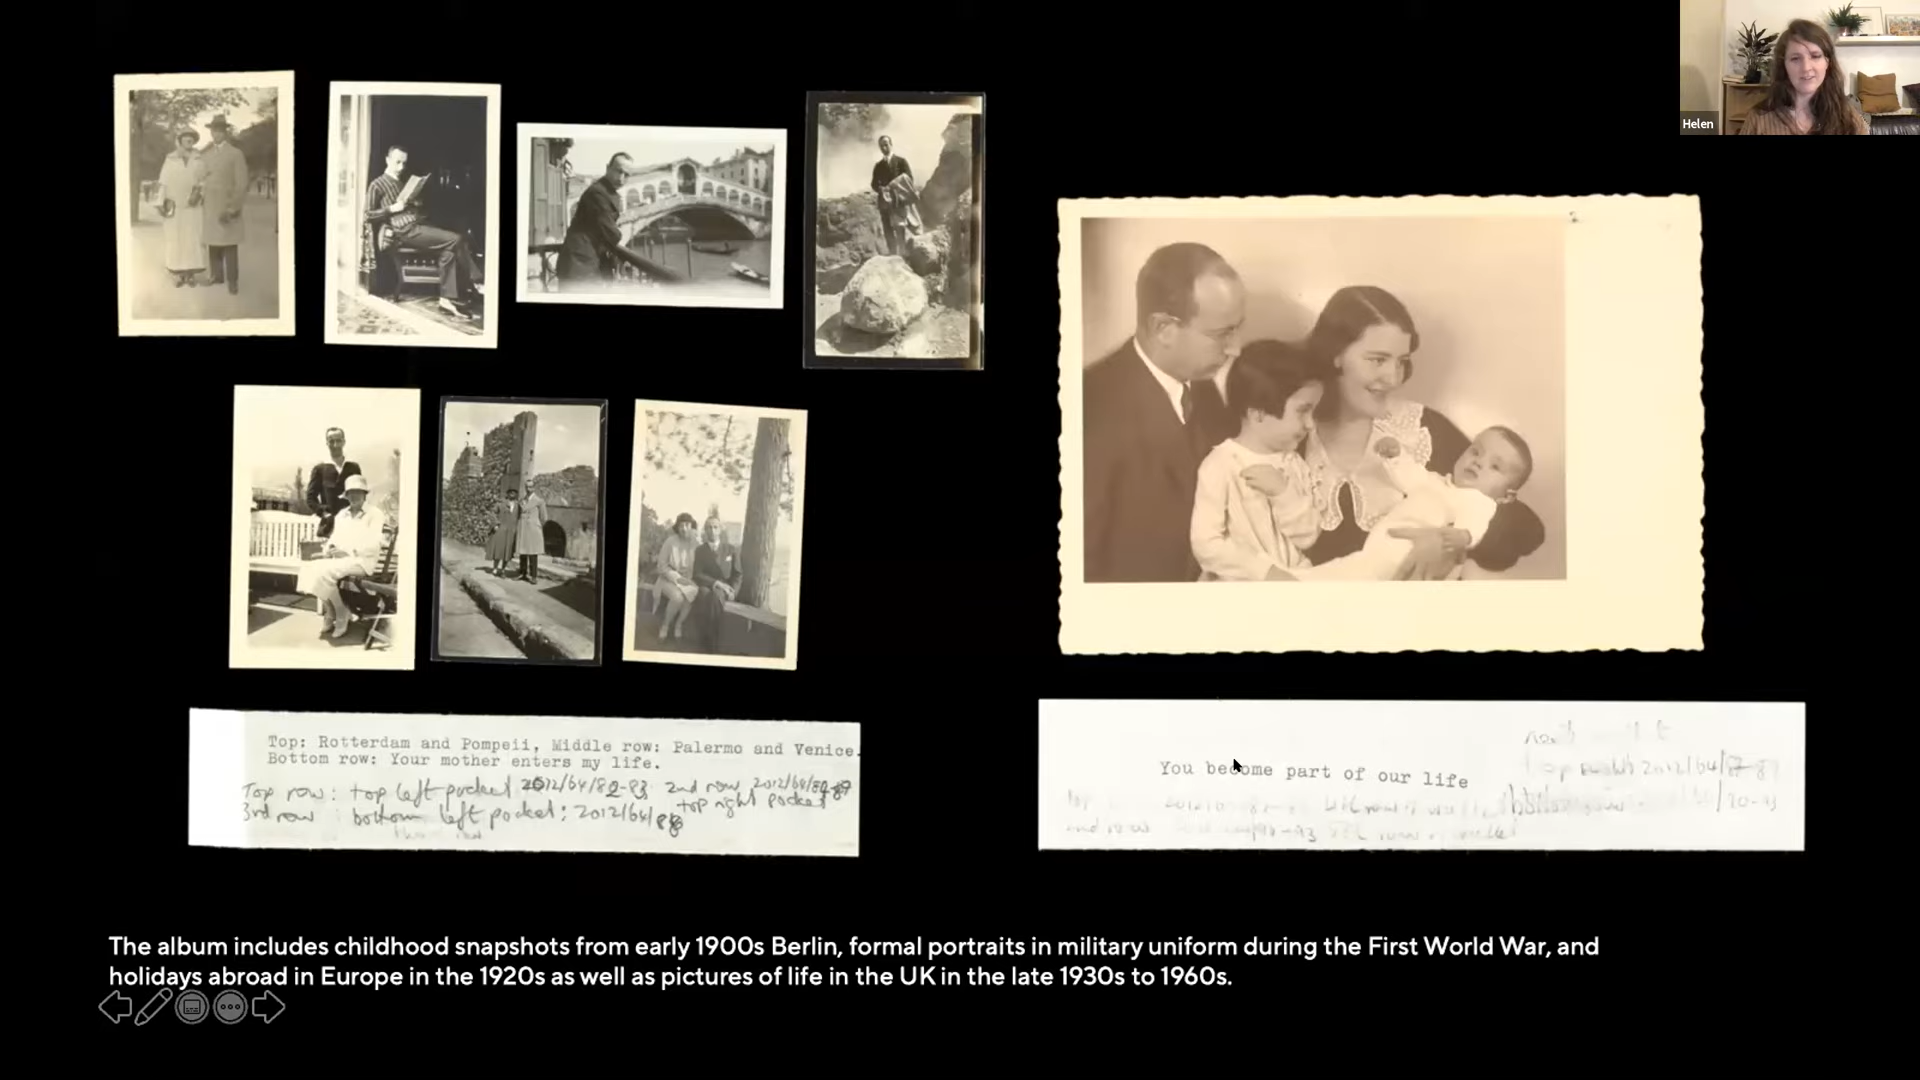 Helen
Top: Rotterdam and Pompeii, Middle row: Palermo and Venice.
Bottom row: Your mother enters my life.
Top row: top left pocket 2012/64/82-83 2nd row 2012/64/
3rd row bottom left pocket: 2012/64/88 top right pocket
You become part of our life
2012/64/
The album includes childhood snapshots from early 1900s Berlin, formal portraits in military uniform during the First World War, and
holidays abroad in Europe in the 1920s as well as pictures of life in the UK in the late 1930s to 1960s.